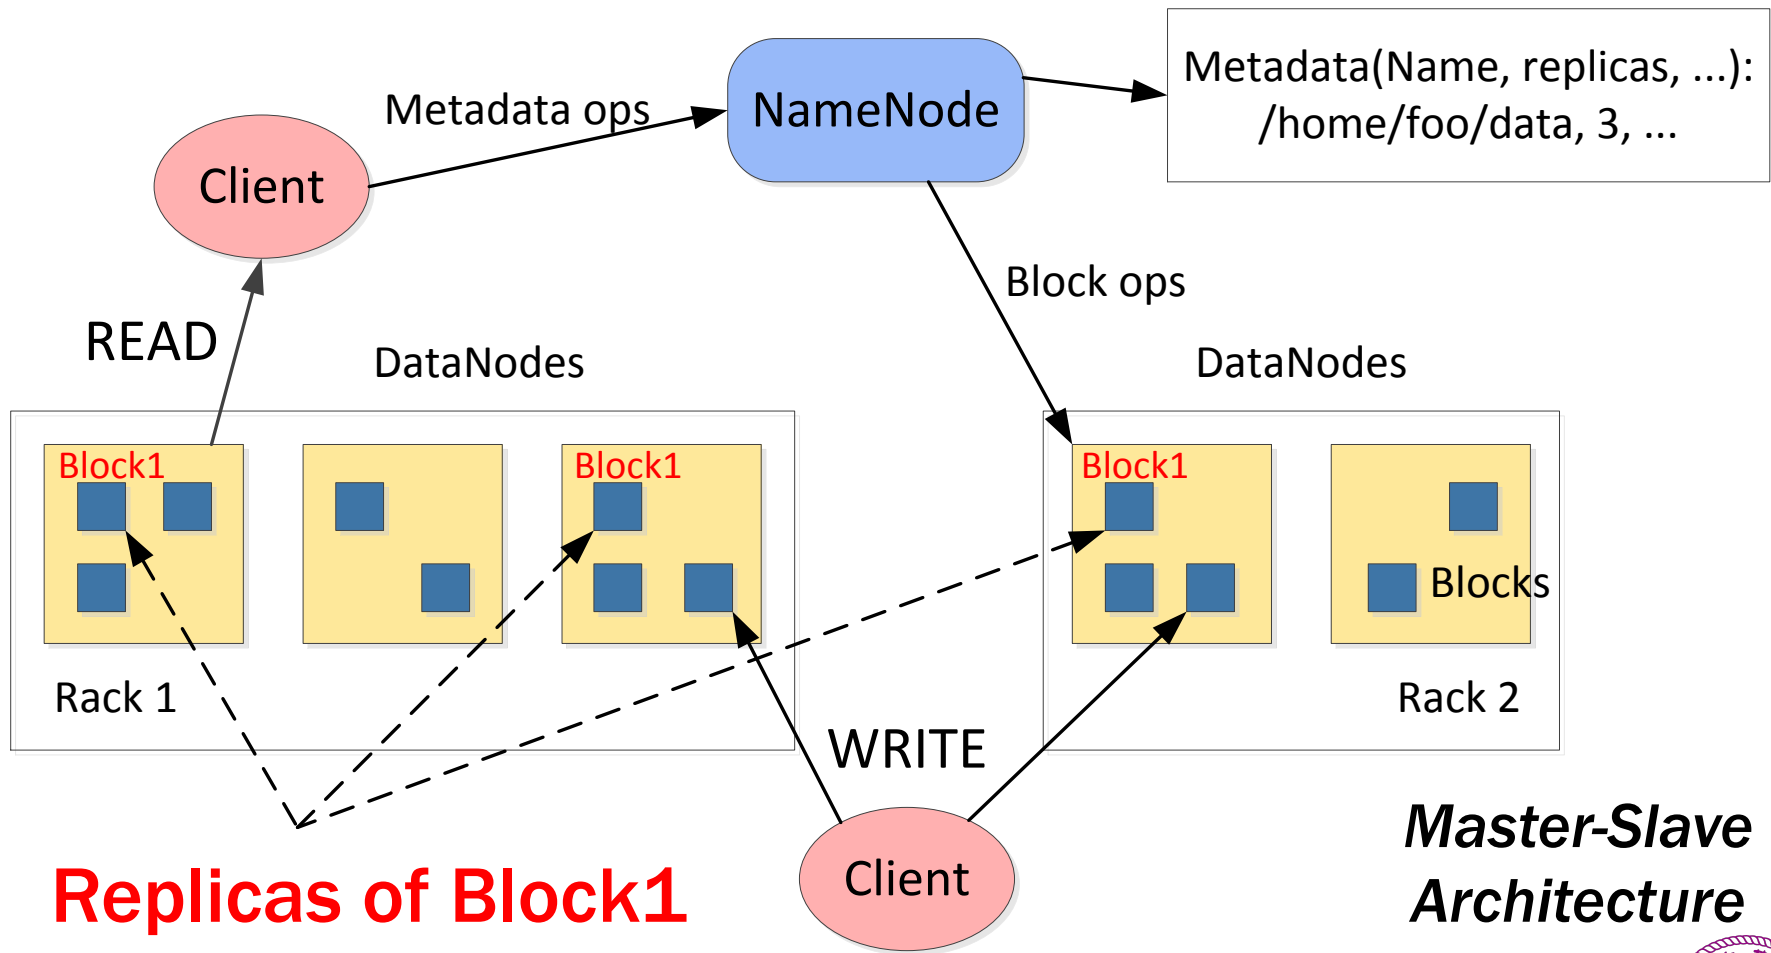 Metadata(Name, replicas, ...):
/home/foo/data, 3, ...
NameNode
Metadata ops
Client
Block ops
READ
DataNodes
DataNodes
Block1
Block1
Block1
Blocks
Rack 1
Rack 2
WRITE
Client
Replicas of Block1
Master-Slave
Architecture